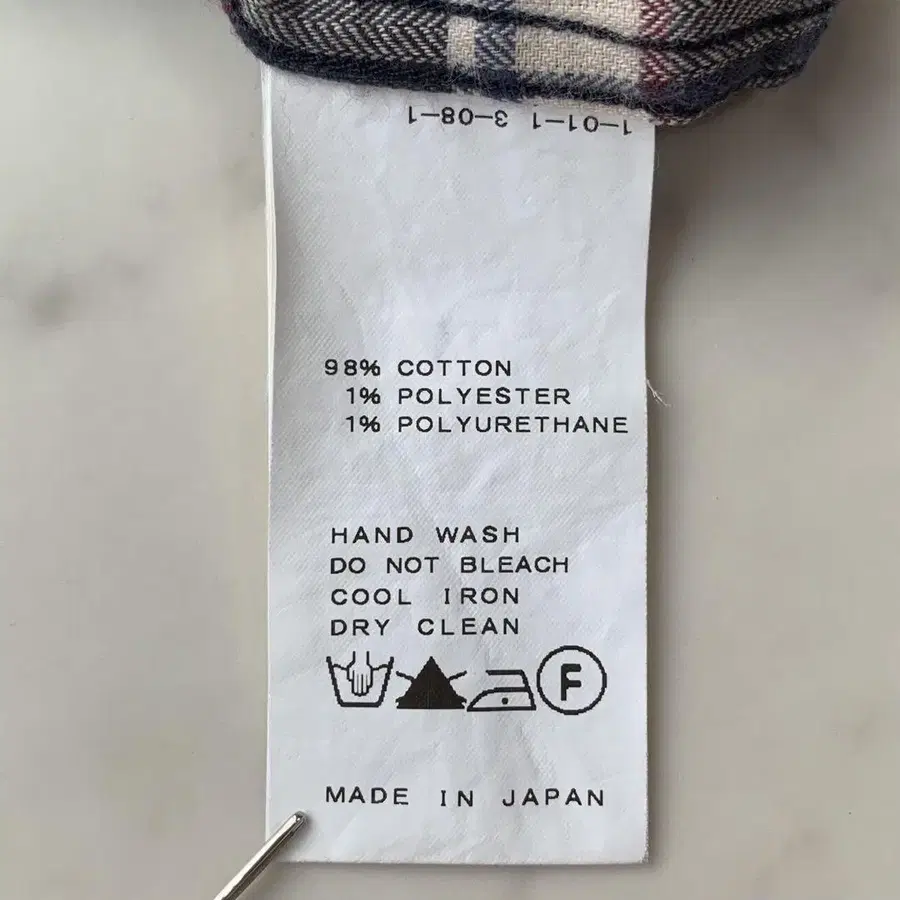 1-01-1 3-08-1
98% COTTON
1% POLYESTER
1% POLYURETHANE
HAND WASH
DO NOT BLEACH
COOL IRON
DRY CLEAN
F
MADE IN JAPAN